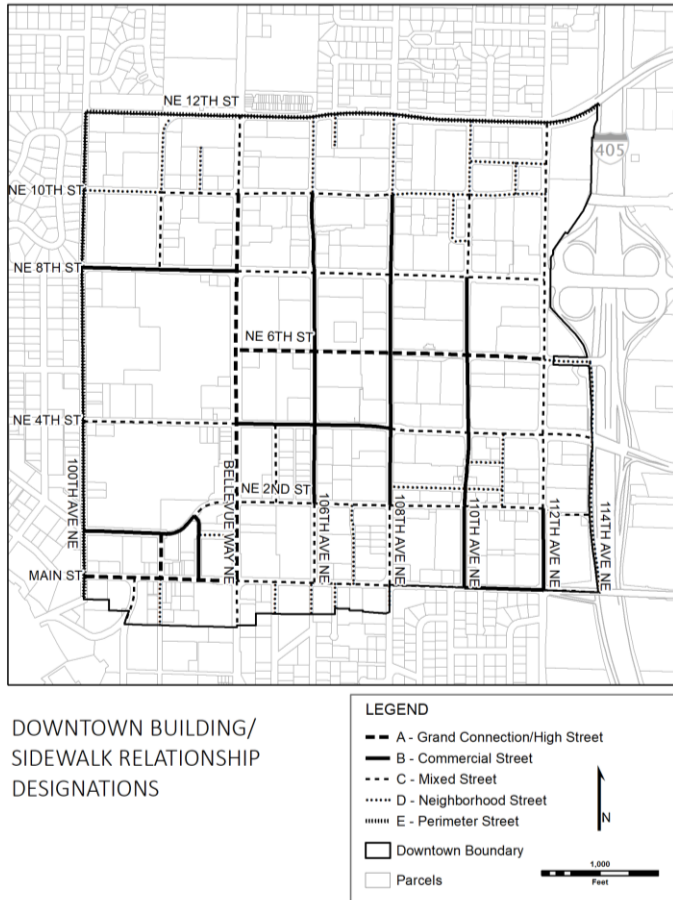 NE 12TH ST
405
NE 10TH ST
NE 8TH ST
NE 6TH ST
NE 4TH ST
100TH AVE NE
BELLEVUE WAY NE
NE 2ND ST
106TH AVE NE
108TH AVE NE
110TH AVE NE
112TH AVE NE
114TH AVE NE
MAIN ST
DOWNTOWN BUILDING/
SIDEWALK RELATIONSHIP
DESIGNATIONS
LEGEND
A - Grand Connection/High Street
B - Commercial Street
C - Mixed Street
D - Neighborhood Street
E - Perimeter Street
N
Downtown Boundary
Parcels
1,000
Feet